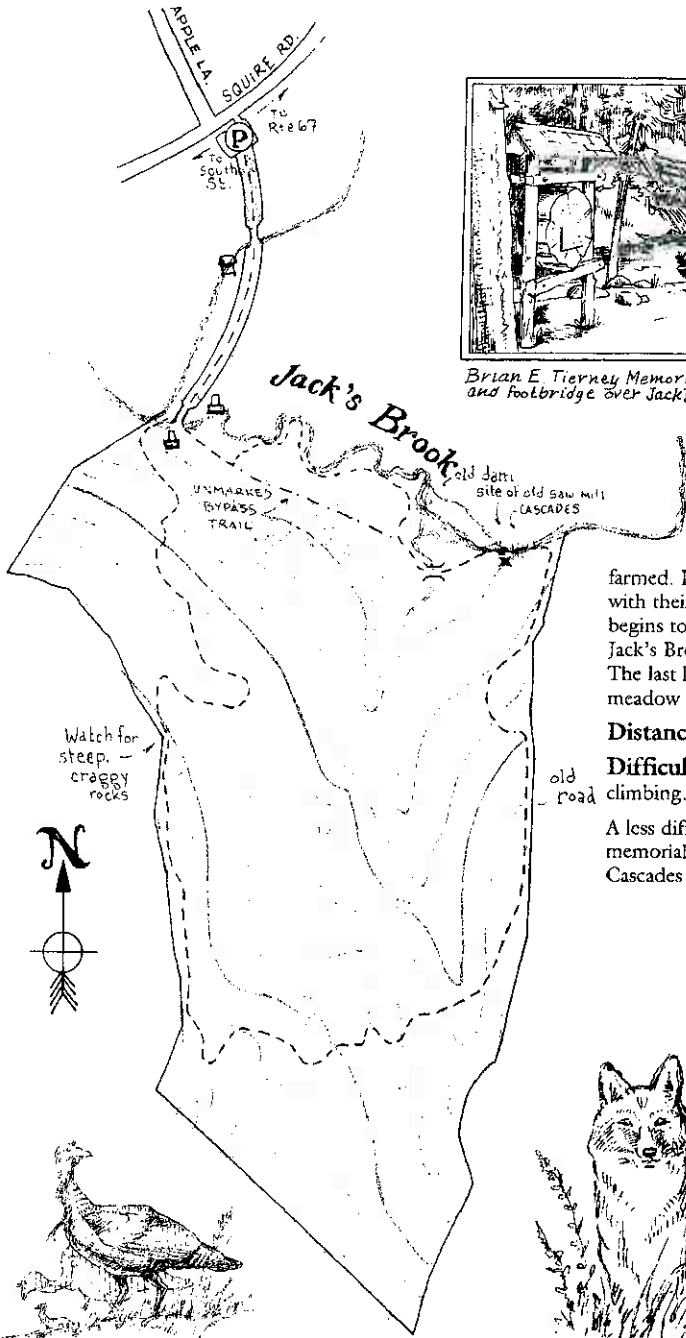 APPLE LA.
SQUIRE RD.
To
Rte 67
P
To
South
St.
Brian E. Tierney Memor
and footbridge over Jack
Jack's Brook
old dam
site of old saw mill
CASCADES
UNMARKED
BYPASS
TRAIL
farmed.
with thei
begins to
Jack's Br
The last
meadow
Distanc
Difficul
climbing.
A less dif
memorial
Cascades
Watch for
steep,
craggy
rocks
old
road
N